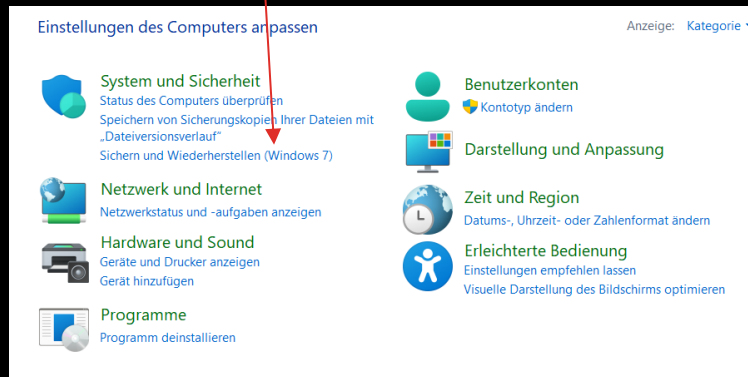 Einstellungen des Computers anpassen
Anzeige: Kategorie
System und Sicherheit
Status des Computers überprüfen
Speichern von Sicherungskopien Ihrer Dateien mit
„Dateiversionsverlauf“
Sichern und Wiederherstellen (Windows 7)
Netzwerk und Internet
Netzwerkstatus und -aufgaben anzeigen
Hardware und Sound
Geräte und Drucker anzeigen
Gerät hinzufügen
Programme
Programm deinstallieren
Benutzerkonten
Kontotyp ändern
Darstellung und Anpassung
Zeit und Region
Datums-, Uhrzeit- oder Zahlenformat ändern
Erleichterte Bedienung
Einstellungen empfehlen lassen
Visuelle Darstellung des Bildschirms optimieren